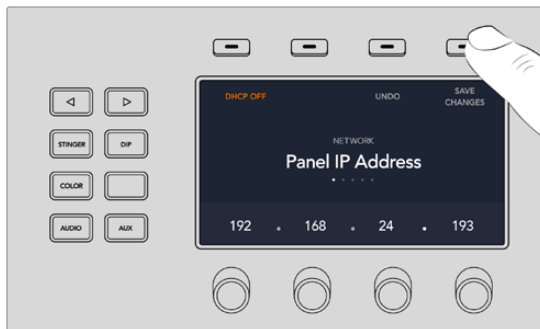 DHCP OFF
UNDO
SAVE
CHANGES
NETWORK
Panel IP Address
192 . 168 . 24 . 193
STINGER
DIP
COLOR
AUDIO
AUX